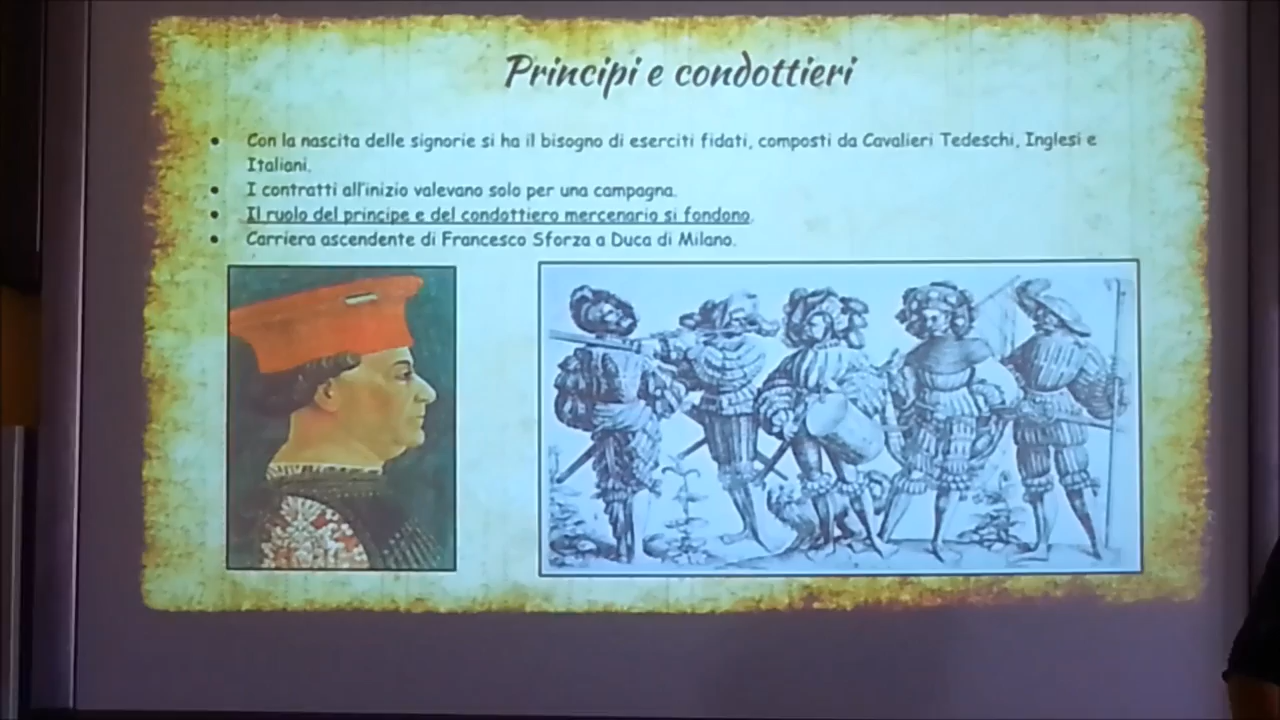 Principi e condottieri
Con la nascita delle signorie si ha il bisogno di eserciti fidati, composti da Cavalieri Tedeschi, Inglesi e
Italiani.
I contratti all'inizio valevano solo per una campagna.
Il ruolo del principe e del condottiero mercenario si fondono.
Carriera ascendente di Francesco Sforza a Duca di Milano.